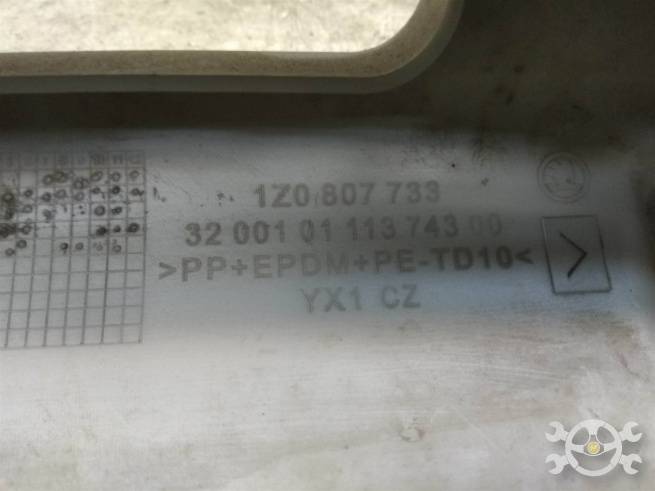 1Z0 807 733
32 001 01 113 743 00
>PP+EPDM+PE-TD10<
YX1 CZ